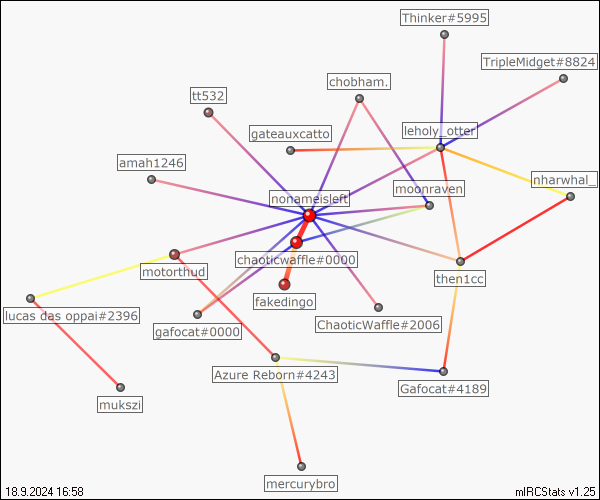 Thinker#5995
TripleMidget#8824
chobham.
tt532
leholy_otter
gateauxcatto
amah1246
nharwhal_
moonraven
nonameisleft
chaoticwaffle#0000
motorthud
then1cc
fakedingo
lucas das oppai#2396
ChaoticWaffle#2006
gafocat#0000
Azure Reborn#4243
Gafocat#4189
mukszi
mercurybro
18.9.2024 16:58
mIRCStats v1.25